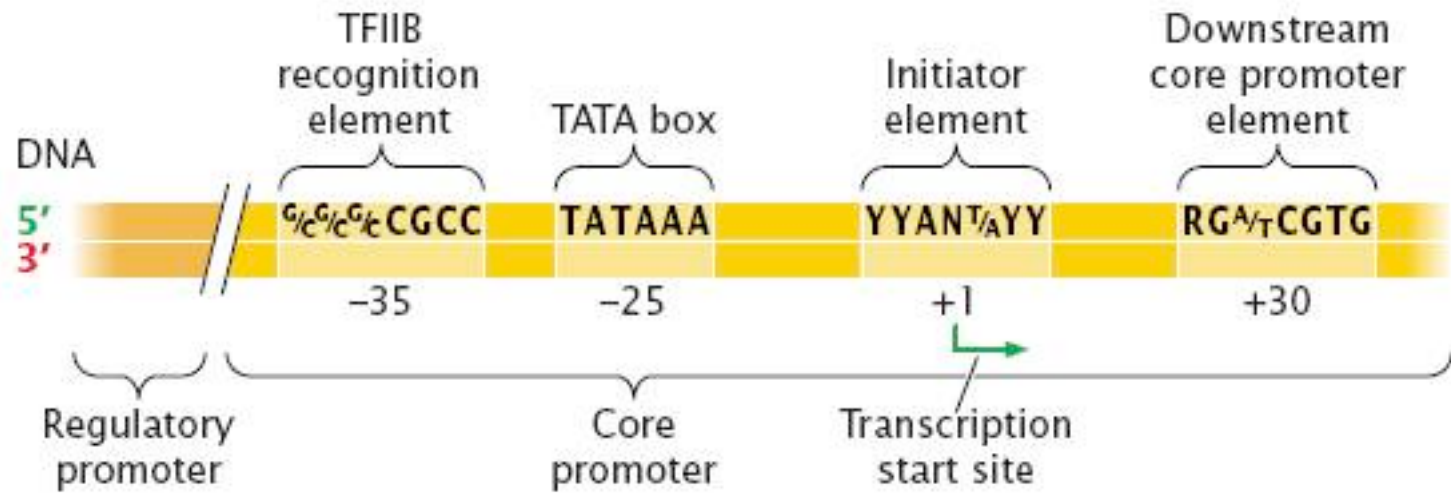 TFIIB
recognition
element
TATA box
Initiator
element
Downstream
core promoter
element
DNA
5′
3′
G/CG/CG/CCGCC
TATAAA
YYANT/AYY
RGA/TCGTG
–35
–25
+1
+30
Regulatory
promoter
Core
promoter
Transcription
start site